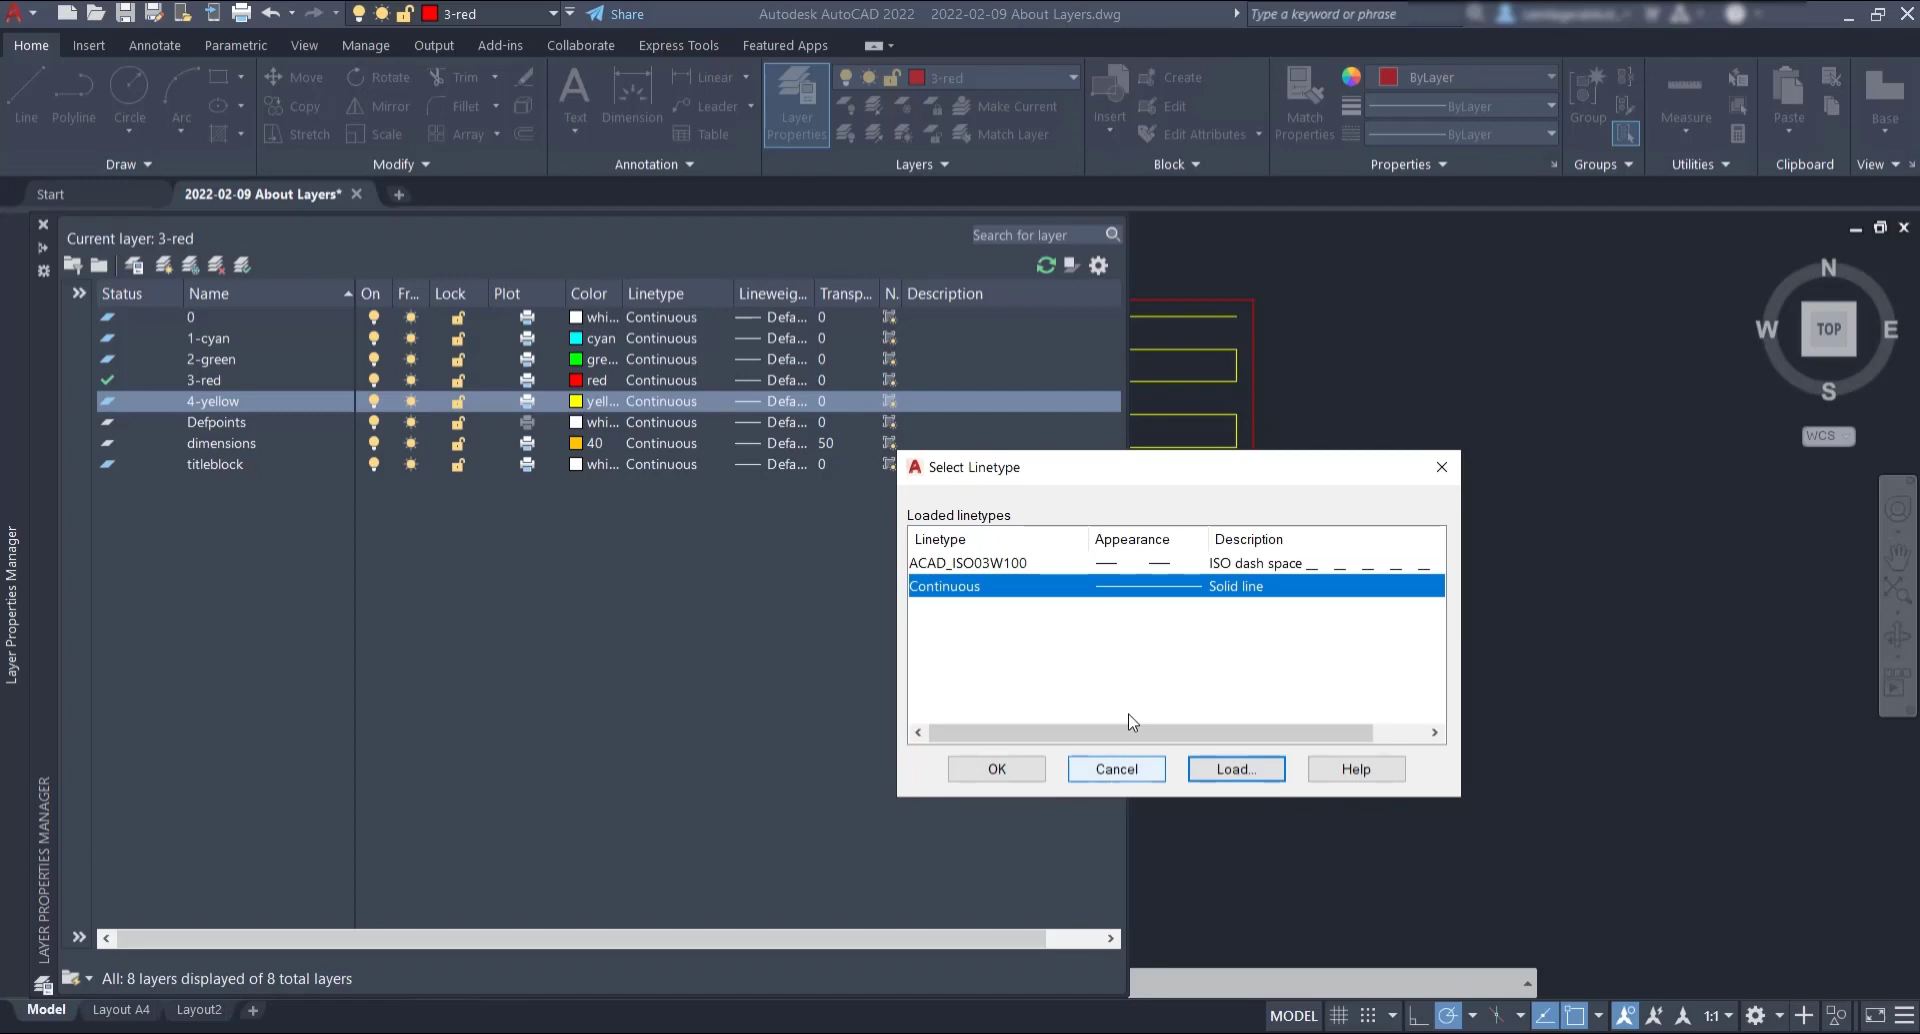 3-red
Share
Autodesk AutoCAD 2022 2022-02-09 About Layers.dwg
Type a keyword or phrase
Home Insert Annotate Parametric View Manage Output Add-ins Collaborate Express Tools Featured Apps
Line
Polyline
Circle
Arc
Draw
Move Rotate Trim
Copy Mirror Fillet
Stretch Scale Array
Modify
Text
Dimension
Linear
Leader
Table
Annotation
Layer
Properties
3-red
Make Current
Match Layer
Layers
Insert
Create
Edit
Edit Attributes
Block
Match
Properties
ByLayer
ByLayer
ByLayer
Properties
Group
Groups
Measure
Utilities
Paste
Clipboard
Base
View
Start
2022-02-09 About Layers*
Current layer: 3-red
Search for layer
Status Name On Fr... Lock Plot Color Linetype Lineweig... Transp... N. Description
0 whi... Continuous Defa... 0
1-cyan cyan Continuous Defa... 0
2-green gre... Continuous Defa... 0
3-red red Continuous Defa... 0
4-yellow yell... Continuous Defa... 0
Defpoints whi... Continuous Defa... 0
dimensions 40 Continuous Defa... 50
titleblock whi... Continuous Defa... 0
Layer Properties Manager
LAYER PROPERTIES MANAGER
All: 8 layers displayed of 8 total layers
Select Linetype
Loaded linetypes
Linetype Appearance Description
ACAD_ISO03W100 ISO dash space __ __ __ __ __
Continuous Solid line
OK Cancel Load... Help
N
W TOP E
S
WCS
Model Layout A4 Layout2
MODEL
1:1